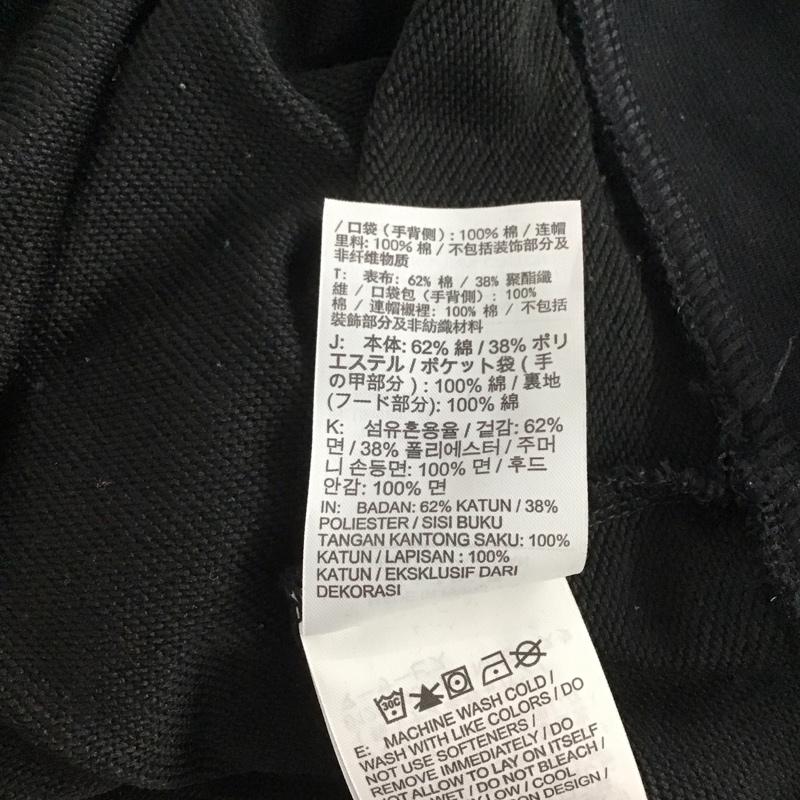 / 口袋 (手背侧) : 100% 棉 / 连帽
里料: 100% 棉 / 不包括装饰部分及
非纤维物质
T: 表布: 62% 棉 / 38% 聚酯纖
維 / 口袋包 (手背側) : 100%
棉 / 連帽襯裡: 100% 棉 / 不包括
裝飾部分及非紡織材料
J: 本体: 62% 綿 / 38% ポリ
エステル / ポケット袋 ( 手
の甲部分 ) : 100% 綿 / 裏地
(フード部分): 100% 綿
K: 섬유혼용율 / 겉감: 62%
면 / 38% 폴리에스터 / 주머
니 손등면: 100% 면 / 후드
안감: 100% 면
IN: BADAN: 62% KATUN / 38%
POLIESTER / SISI BUKU
TANGAN KANTONG SAKU: 100%
KATUN / LAPISAN : 100%
KATUN / EKSKLUSIF DARI
DEKORASI
30C
E: MACHINE WASH COLD /
WASH WITH LIKE COLORS / DO
NOT USE SOFTENERS /
REMOVE IMMEDIATELY / DO
NOT ALLOW TO LAY ON ITSELF
WET / DO NOT BLEACH /
LOW / COOL
DESIGN /